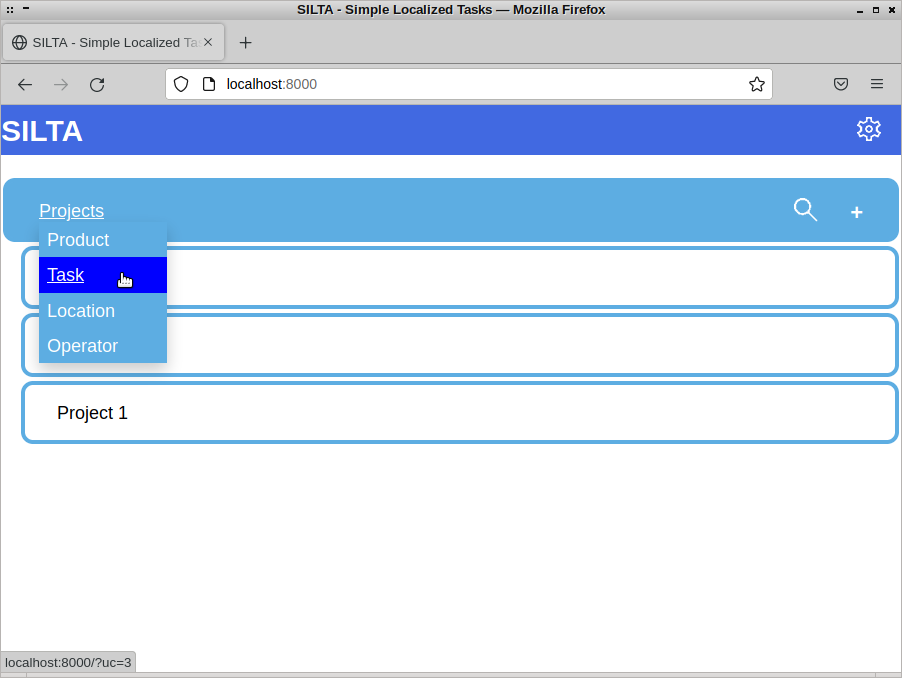 SILTA - Simple Localized Tasks — Mozilla Firefox
SILTA - Simple Localized Ta
localhost:8000
SILTA
Projects
+
Product
Task
Location
Operator
Project 1
localhost:8000/?uc=3